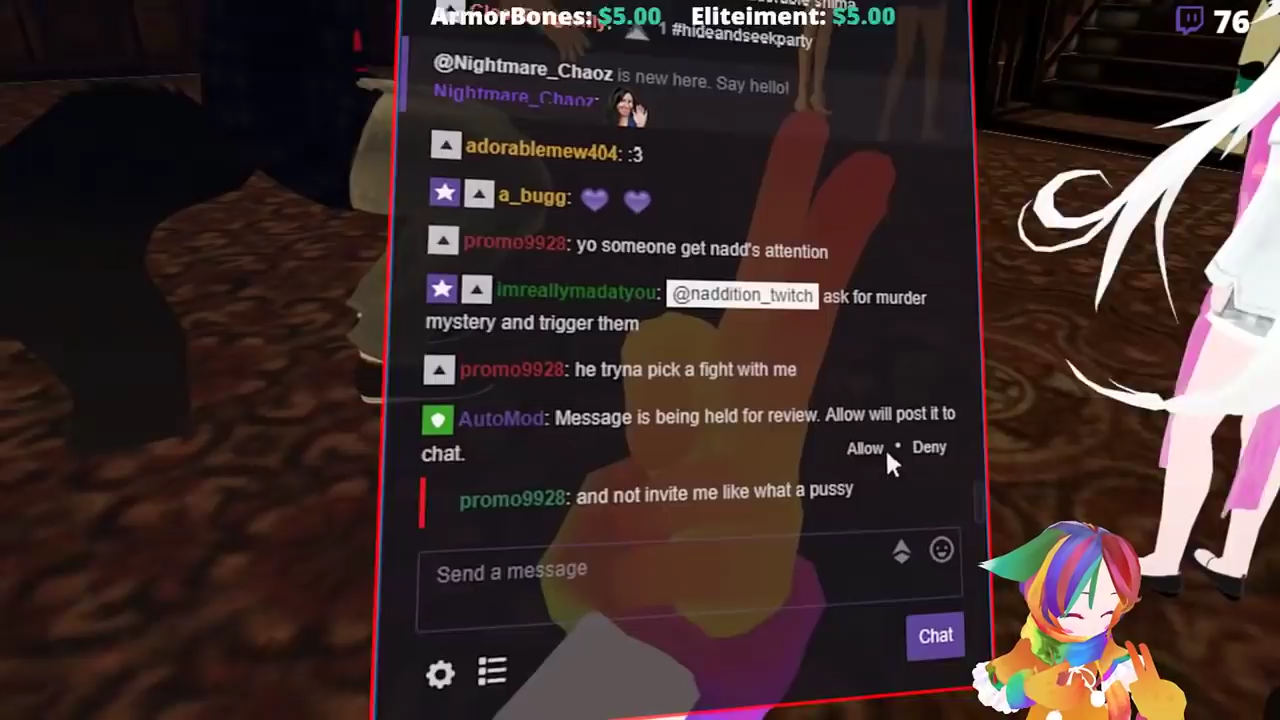 ArmorBones: $5.00 Eliteiment: $5.00
76
1 #hideandseekparty
@Nightmare_Chaoz is new here. Say hello!
Nightmare_Chaoz:
adorablemew404: :3
a_bugg:
promo9928: yo someone get nadd's attention
imreallymadatyou: @naddition_twitch ask for murder
mystery and trigger them
promo9928: he tryna pick a fight with me
AutoMod: Message is being held for review. Allow will post it to
chat.
Allow • Deny
promo9928: and not invite me like what a pussy
Send a message
Chat